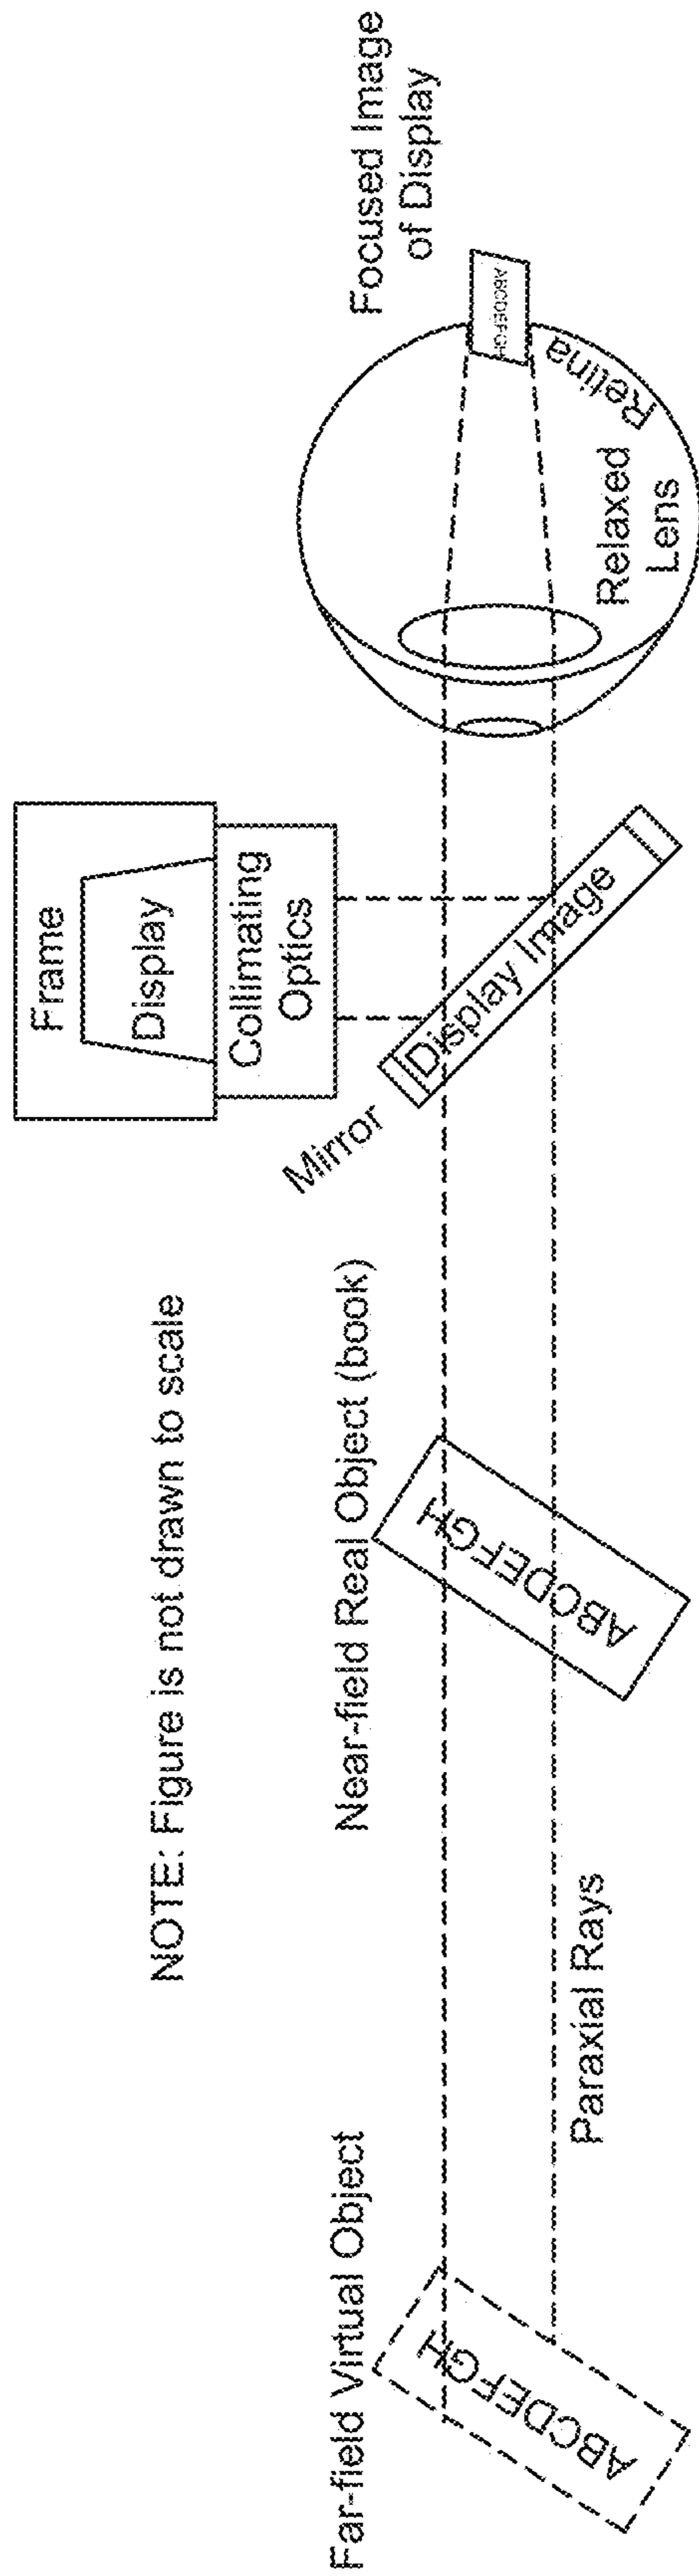 NOTE: Figure is not drawn to scale
Frame
Display
Collimating
Optics
Mirror
Display Image
Far-field Virtual Object
ABCDEFGH
Near-field Real Object (book)
ABCDEFGH
Paraxial Rays
Relaxed
Lens
Retina
Focused Image
of Display
ABCDEFGH